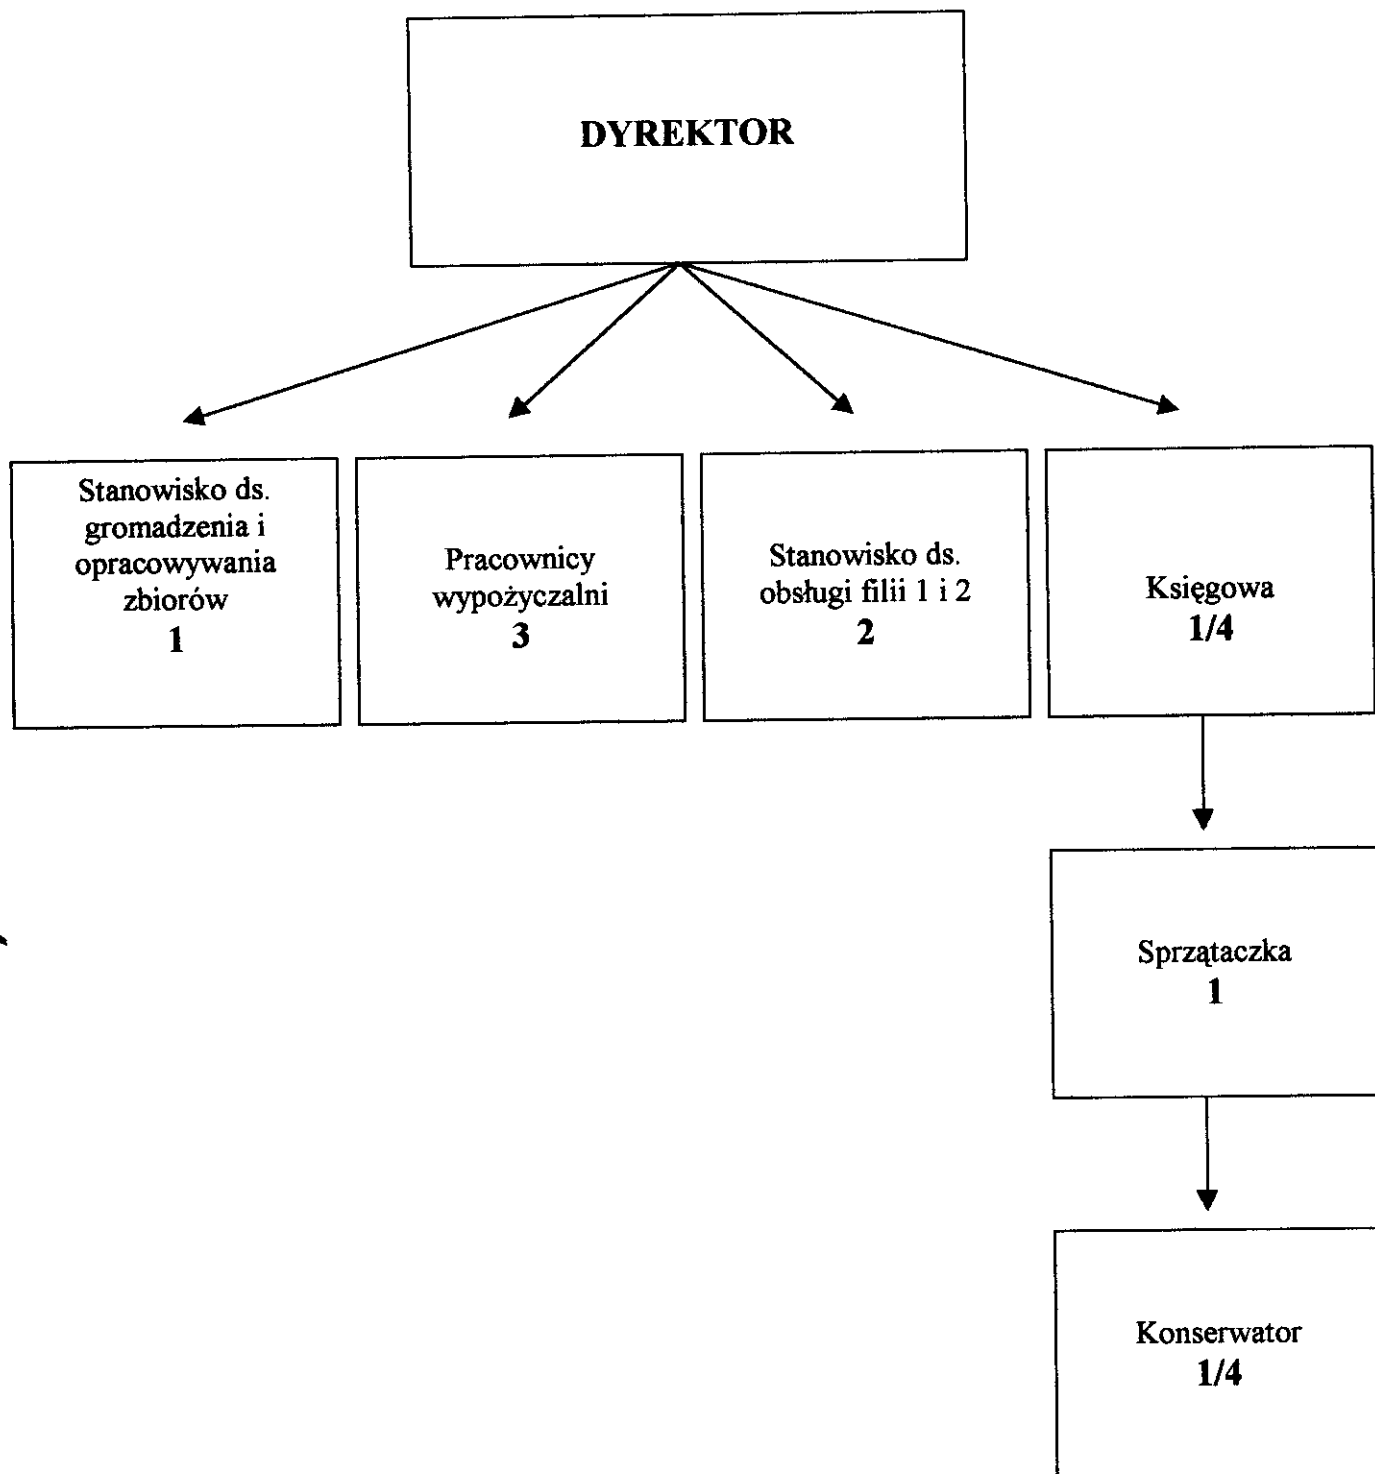 DYREKTOR
Stanowisko ds.
gromadzenia i
opracowywania
zbiorów
1
Pracownicy
wypożyczalni
3
Stanowisko ds.
obsługi filii 1 i 2
2
Księgowa
1/4
Sprzątaczka
1
Konserwator
1/4